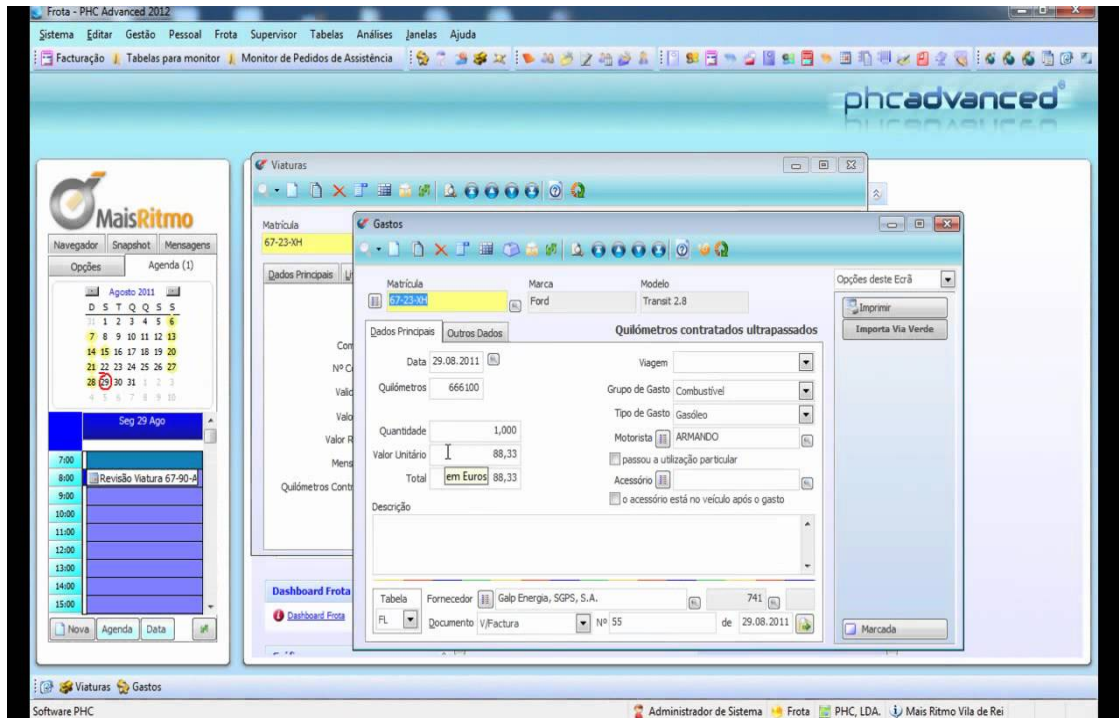 Frota - PHC Advanced 2012
Sistema Editar Gestão Pessoal Frota Supervisor Tabelas Análises Janelas Ajuda
Facturação Tabelas para monitor Monitor de Pedidos de Assistência
phcadvanced
MaisRitmo
Navegador Snapshot Mensagens
Opções Agenda (1)
Agosto 2011
D S T Q Q S S
31 1 2 3 4 5 6
7 8 9 10 11 12 13
14 15 16 17 18 19 20
21 22 23 24 25 26 27
28 29 30 31 1 2 3
4 5 6 7 8 9 10
Seg 29 Ago
7:00
8:00 Revisão Viatura 67-90-A
9:00
10:00
11:00
12:00
13:00
14:00
15:00
Nova Agenda Data
Viaturas
Matrícula
67-23-XH
Dados Principais
Con
Nº C
Valid
Valo
Valor R
Mens
Quilómetros Contr
Dashboard Frota
Dashboard Frota
Gastos
Matrícula Marca Modelo
67-23-XH Ford Transit 2.8
Dados Principais Outros Dados Quilómetros contratados ultrapassados
Data 29.08.2011 Viagem
Quilómetros 666100 Grupo de Gasto Combustível
Tipo de Gasto Gasóleo
Quantidade 1,000 Motorista ARMANDO
Valor Unitário 88,33 passou a utilização particular
Total em Euros 88,33 Acessório
o acessório está no veículo após o gasto
Descrição
Tabela Fornecedor Galp Energia, SGPS, S.A. 741
FL Documento V/Factura Nº 55 de 29.08.2011
Opções deste Ecrã
Imprimir
Importa Via Verde
Marcada
Viaturas Gastos
Software PHC Administrador de Sistema Frota PHC, LDA. Mais Ritmo Vila de Rei